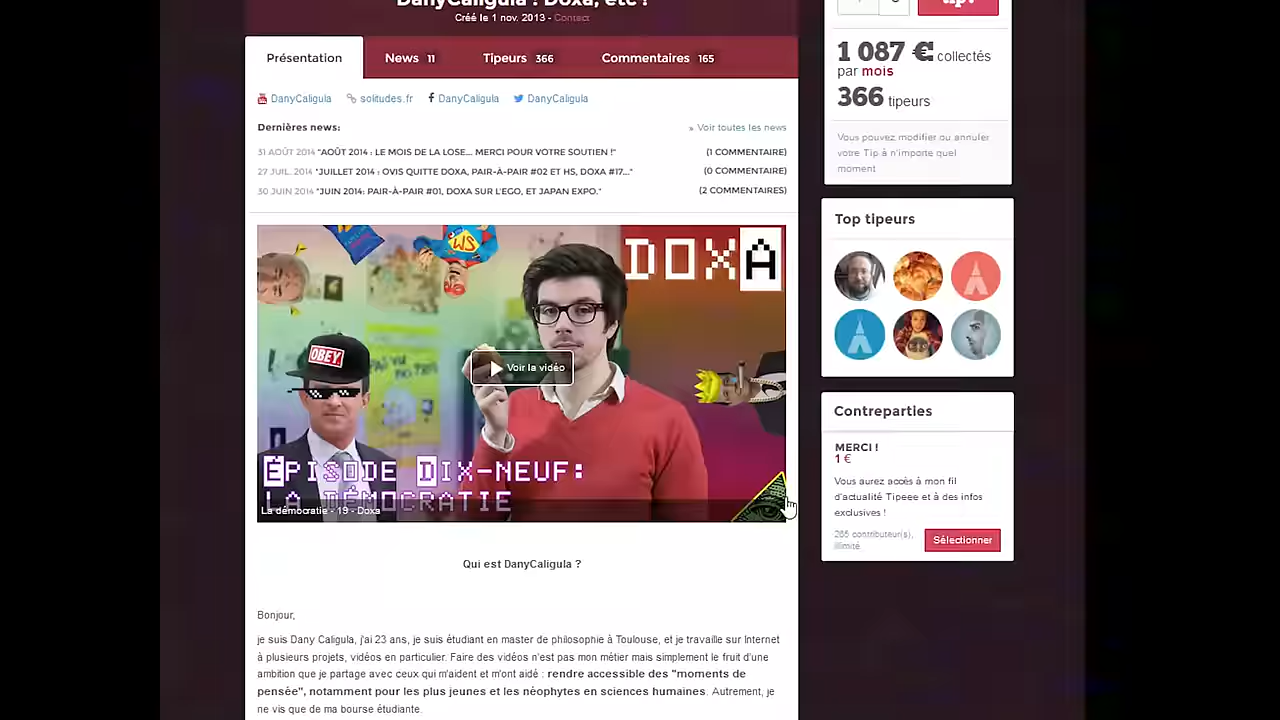 DanyCaligula : Doxa, etc !
Créé le 1 nov. 2013 - Contact
Présentation
News 11
Tipeurs 366
Commentaires 165
DanyCaligula
solitudes.fr
DanyCaligula
DanyCaligula
Dernières news:
» Voir toutes les news
31 AOÛT 2014 "AOÛT 2014 : LE MOIS DE LA LOSE... MERCI POUR VOTRE SOUTIEN !"
(1 COMMENTAIRE)
27 JUIL. 2014 "JUILLET 2014 : OVIS QUITTE DOXA, PAIR-À-PAIR #02 ET HS, DOXA #17..."
(0 COMMENTAIRE)
30 JUIN 2014 "JUIN 2014: PAIR-À-PAIR #01, DOXA SUR L'EGO, ET JAPAN EXPO."
(2 COMMENTAIRES)
DOXA
WS
OBEY
Voir la vidéo
ÉPISODE DIX-NEUF:
LA DÉMOCRATIE
La démocratie - 19 - Doxa
Qui est DanyCaligula ?
Bonjour,
je suis Dany Caligula, j'ai 23 ans, je suis étudiant en master de philosophie à Toulouse, et je travaille sur Internet
à plusieurs projets, vidéos en particulier. Faire des vidéos n'est pas mon métier mais simplement le fruit d'une
ambition que je partage avec ceux qui m'aident et m'ont aidé : rendre accessible des "moments de
pensée", notamment pour les plus jeunes et les néophytes en sciences humaines. Autrement, je
ne vis que de ma bourse étudiante.
tip!
1 087 € collectés
par mois
366 tipeurs
Vous pouvez modifier ou annuler
votre Tip à n'importe quel
moment
Top tipeurs
Contreparties
MERCI !
1 €
Vous aurez accès à mon fil
d'actualité Tipeee et à des infos
exclusives !
265 contributeur(s),
illimité
Sélectionner